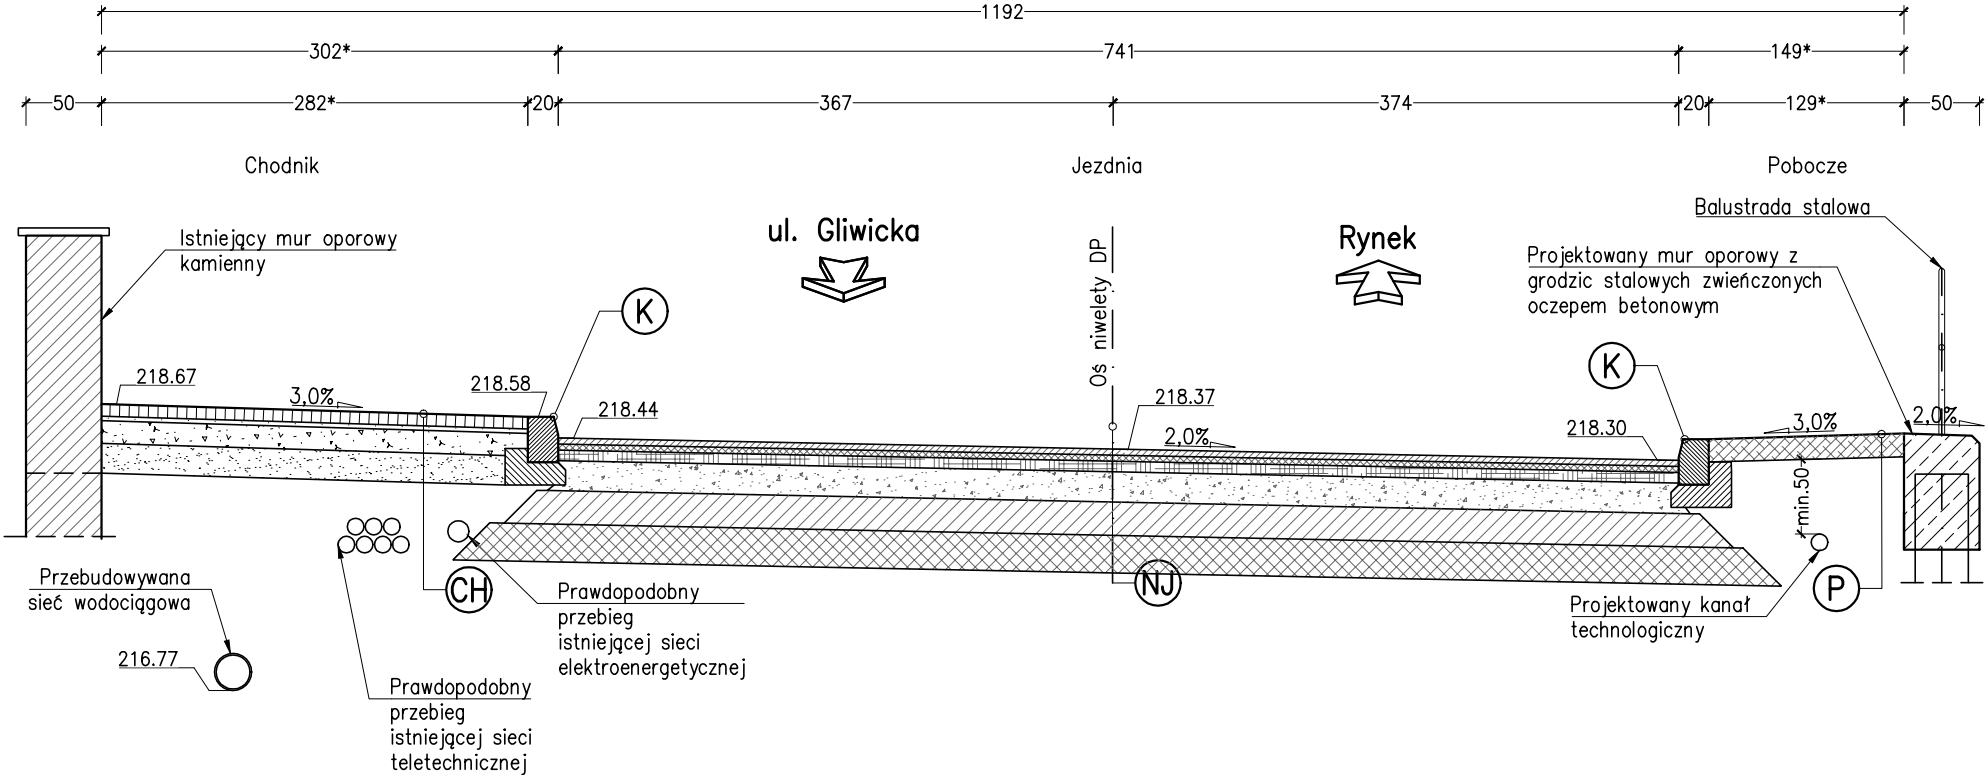 1192
302*
741
149*
50
282*
20
367
374
20
129*
50
Chodnik
Jezdnia
Pobocze
Balustrada stalowa
Istniejący mur oporowy
kamienny
ul. Gliwicka
Oś niwelety DP
Rynek
Projektowany mur oporowy z
grodzic stalowych zwieńczonych
oczepem betonowym
K
K
218.67
3,0%
218.58
218.44
218.37
2,0%
218.30
3,0%
2,0%
min.50
Przebudowywana
sieć wodociągowa
216.77
CH
NJ
P
Prawdopodobny
przebieg
istniejącej sieci
elektroenergetycznej
Projektowany kanał
technologiczny
Prawdopodobny
przebieg
istniejącej sieci
teletechnicznej